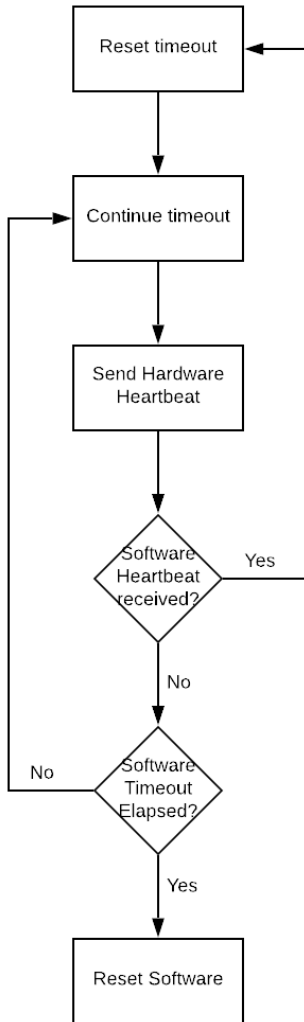 Reset timeout
Continue timeout
Send Hardware
Heartbeat
Software
Heartbeat
received?
Yes
No
Software
Timeout
Elapsed?
No
Yes
Reset Software